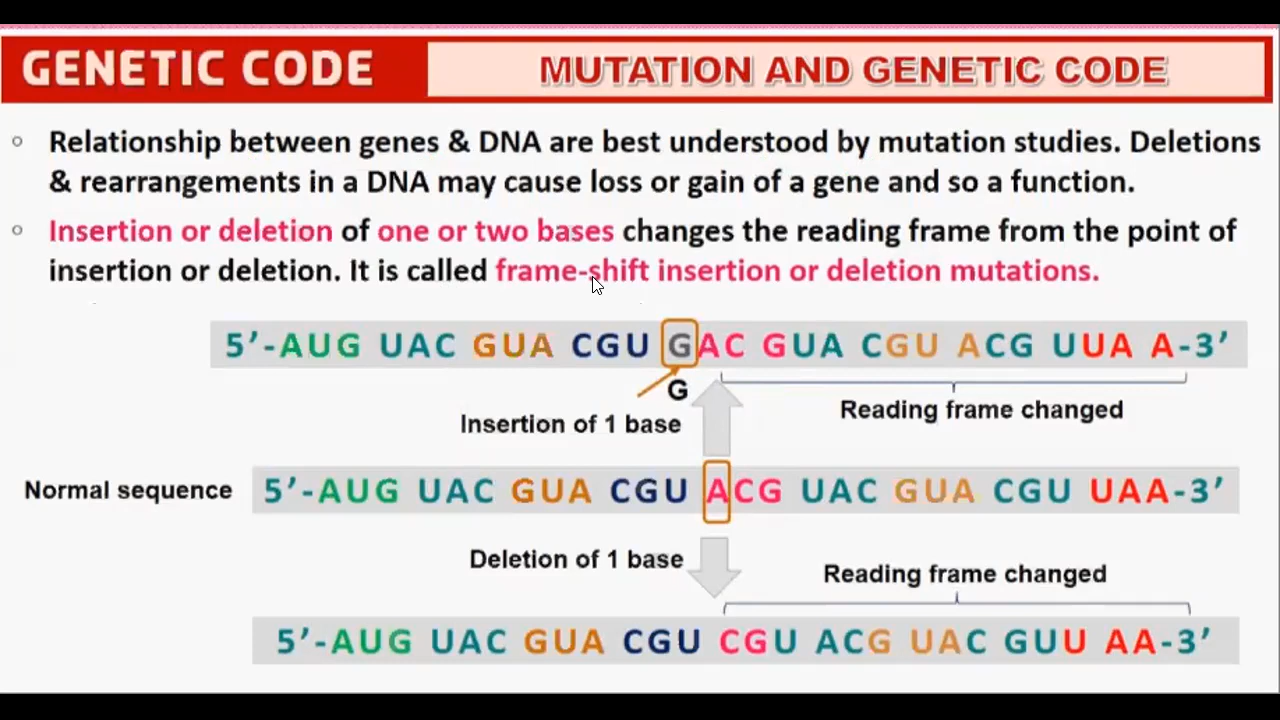 GENETIC CODE
MUTATION AND GENETIC CODE
○ Relationship between genes & DNA are best understood by mutation studies. Deletions
& rearrangements in a DNA may cause loss or gain of a gene and so a function.
○ Insertion or deletion of one or two bases changes the reading frame from the point of
insertion or deletion. It is called frame-shift insertion or deletion mutations.
5’-AUG UAC GUA CGU GAC GUA CGU ACG UUA A-3’
G
Insertion of 1 base
Reading frame changed
Normal sequence
5’-AUG UAC GUA CGU ACG UAC GUA CGU UAA-3’
Deletion of 1 base
Reading frame changed
5’-AUG UAC GUA CGU CGU ACG UAC GUU AA-3’